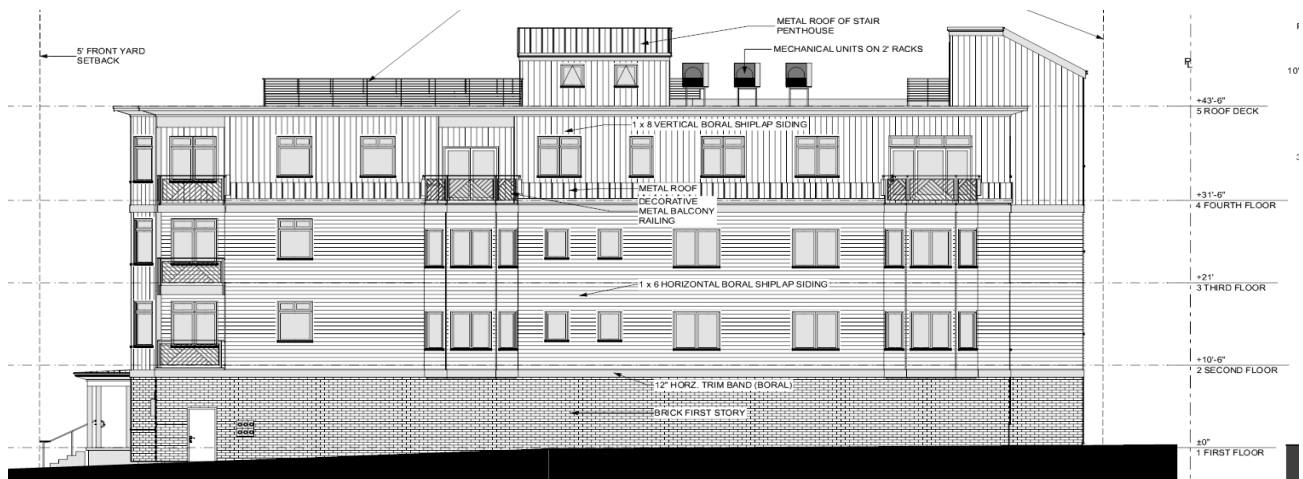 METAL ROOF OF STAIR
PENTHOUSE
5' FRONT YARD
SETBACK
MECHANICAL UNITS ON 2' RACKS
PL
10'
+43'-6"
5 ROOF DECK
1 x 8 VERTICAL BORAL SHIPLAP SIDING
3
METAL ROOF
+31'-6"
4 FOURTH FLOOR
DECORATIVE
METAL BALCONY
RAILING
+21'
3 THIRD FLOOR
1 x 6 HORIZONTAL BORAL SHIPLAP SIDING
+10'-6"
2 SECOND FLOOR
12" HORZ. TRIM BAND (BORAL)
BRICK FIRST STORY
±0"
1 FIRST FLOOR